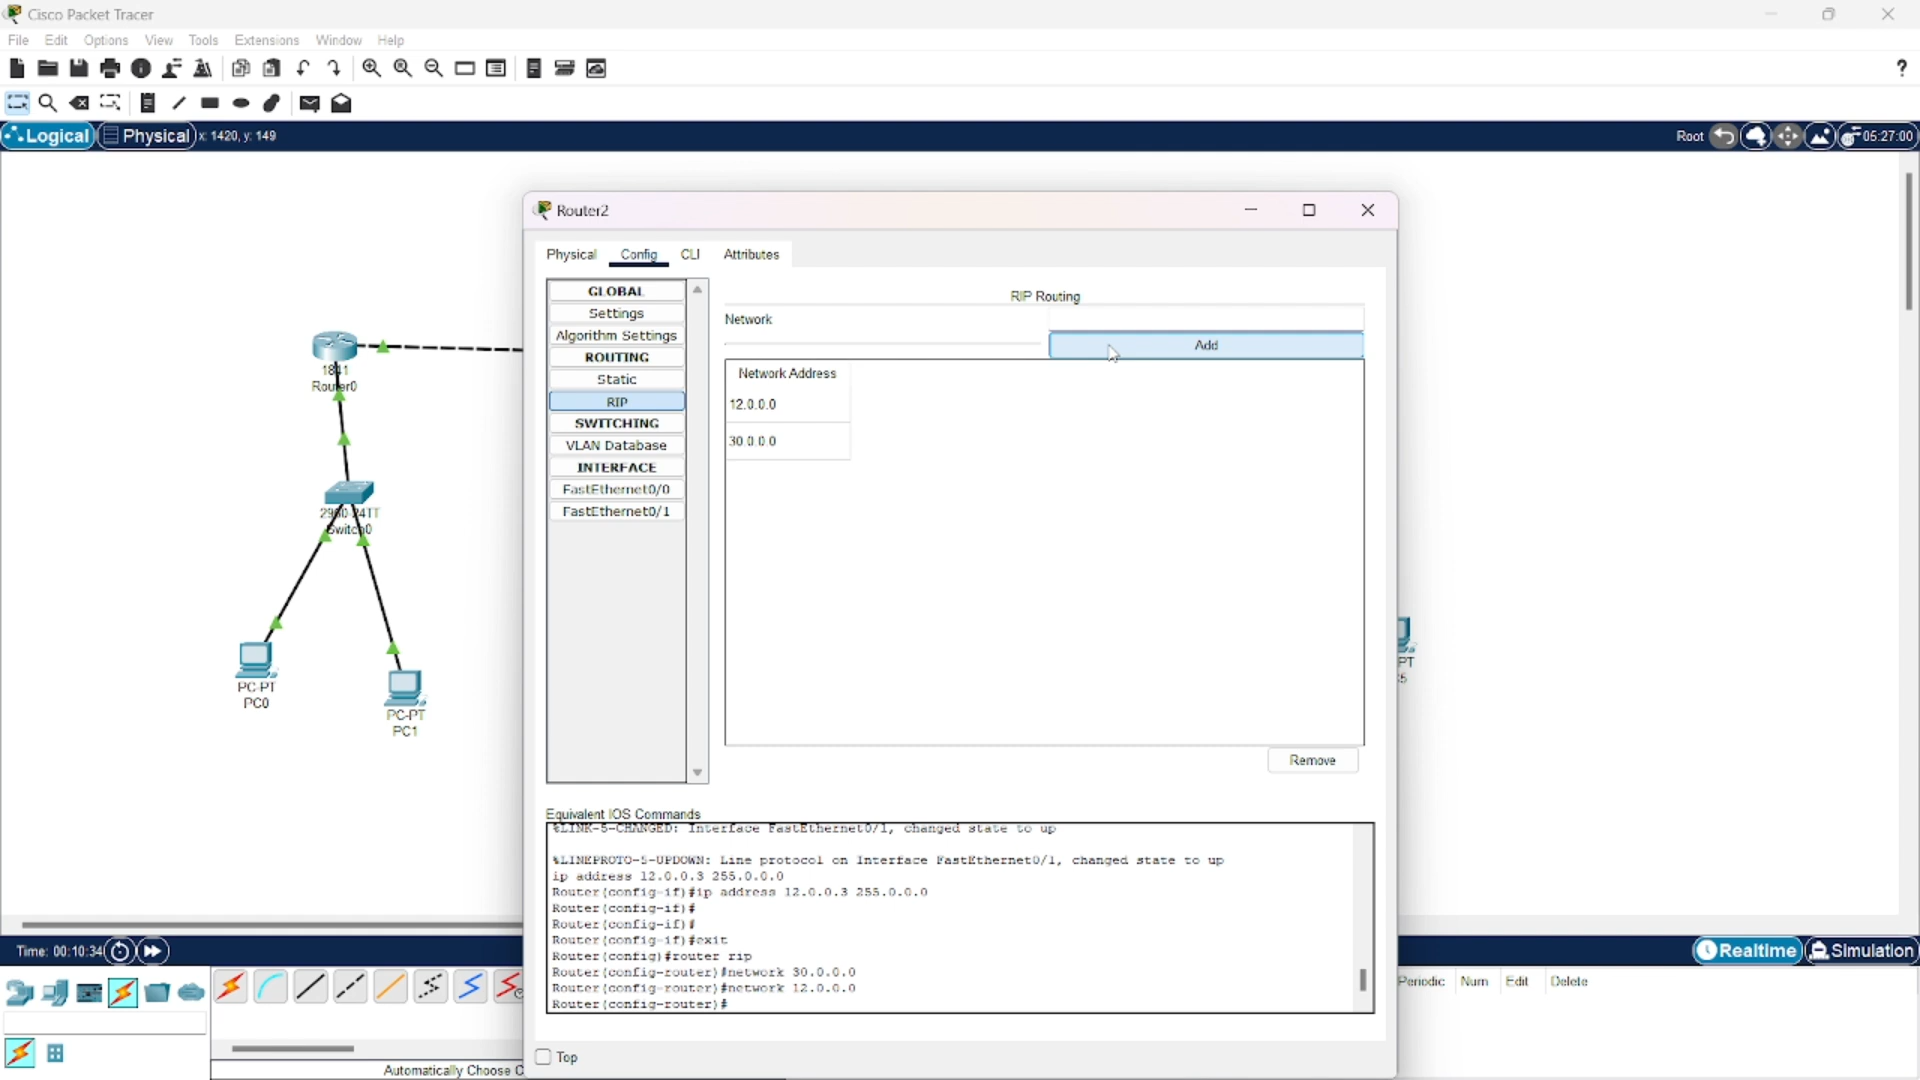 Cisco Packet Tracer
File Edit Options View Tools Extensions Window Help
?
Logical Physical x: 1420, y: 149 Root 05:27:00
Router2
Physical Config CLI Attributes
GLOBAL
Settings
Algorithm Settings
ROUTING
Static
RIP
SWITCHING
VLAN Database
INTERFACE
FastEthernet0/0
FastEthernet0/1
RIP Routing
Network
Add
Network Address
12.0.0.0
30.0.0.0
Remove
Equivalent IOS Commands
%LINK-5-CHANGED: Interface FastEthernet0/1, changed state to up
%LINEPROTO-5-UPDOWN: Line protocol on Interface FastEthernet0/1, changed state to up
ip address 12.0.0.3 255.0.0.0
Router(config-if)#ip address 12.0.0.3 255.0.0.0
Router(config-if)#
Router(config-if)#
Router(config-if)#exit
Router(config)#router rip
Router(config-router)#network 30.0.0.0
Router(config-router)#network 12.0.0.0
Router(config-router)#
Top
1841
Router0
2960-24TT
Switch0
PC-PT
PC0
PC-PT
PC1
PT
5
Time: 00:10:34
Realtime Simulation
Periodic Num Edit Delete
Automatically Choose C